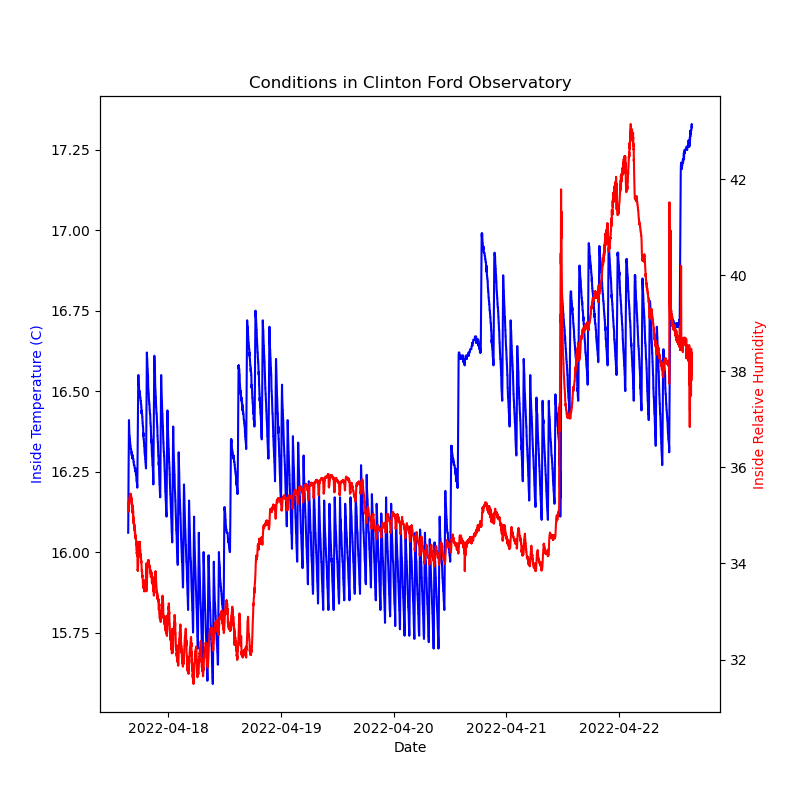 Conditions in Clinton Ford Observatory
17.25
17.00
16.75
16.50
16.25
16.00
15.75
Inside Temperature (C)
42
40
38
36
34
32
Inside Relative Humidity
2022-04-18 2022-04-19 2022-04-20 2022-04-21 2022-04-22
Date